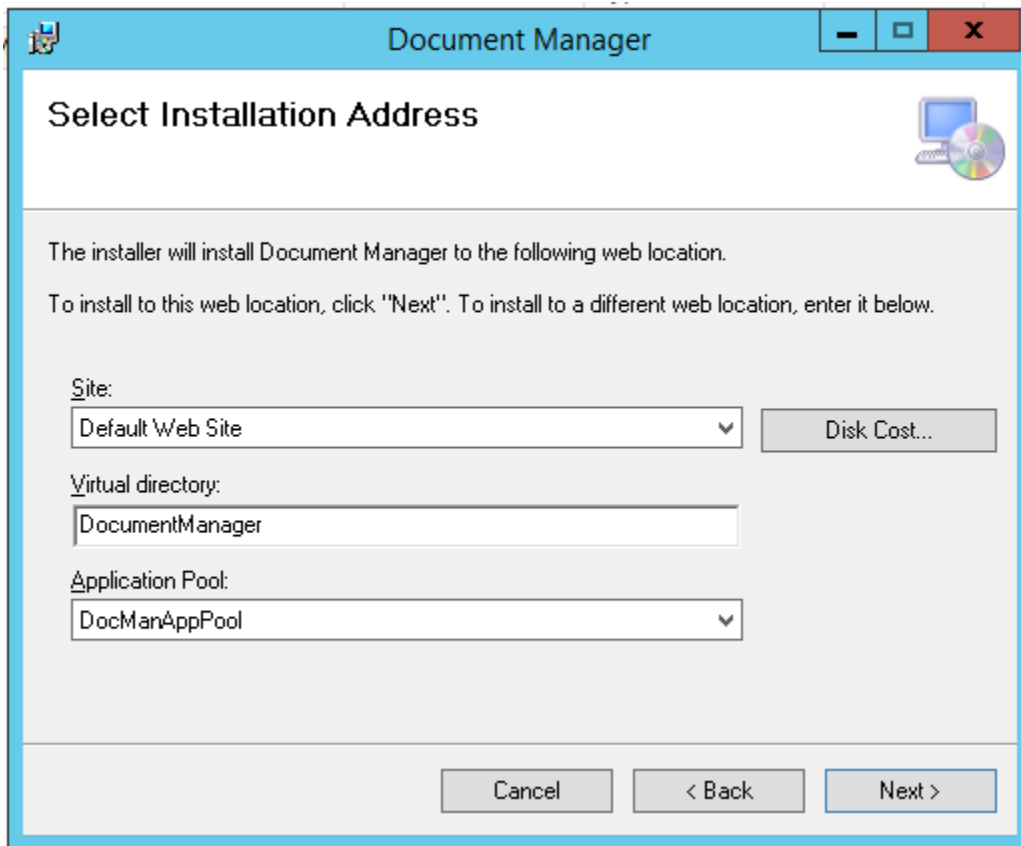 Document Manager
Select Installation Address
The installer will install Document Manager to the following web location.
To install to this web location, click "Next". To install to a different web location, enter it below.
Site:
Default Web Site
Disk Cost...
Virtual directory:
DocumentManager
Application Pool:
DocManAppPool
Cancel
< Back
Next >